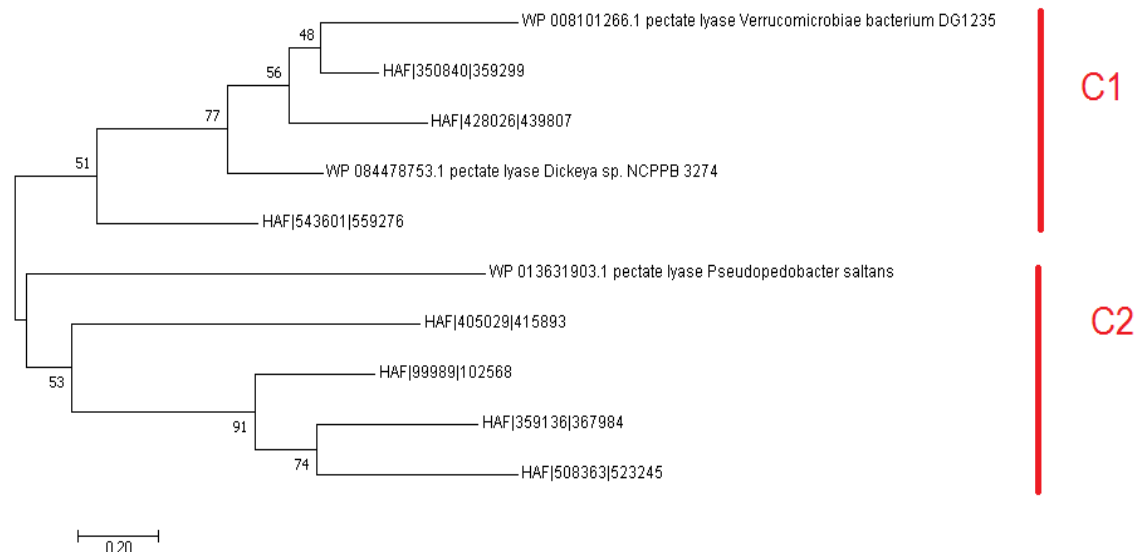 WP 008101266.1 pectate lyase Verrucomicrobiae bacterium DG1235
48
HAF|350840|359299
56
C1
HAF|428026|439807
77
WP 084478753.1 pectate lyase Dickeya sp. NCPPB 3274
51
HAF|543601|559276
WP 013631903.1 pectate lyase Pseudopedobacter saltans
HAF|405029|415893
C2
HAF|99989|102568
53
HAF|359136|367984
91
74
HAF|508363|523245
0.20